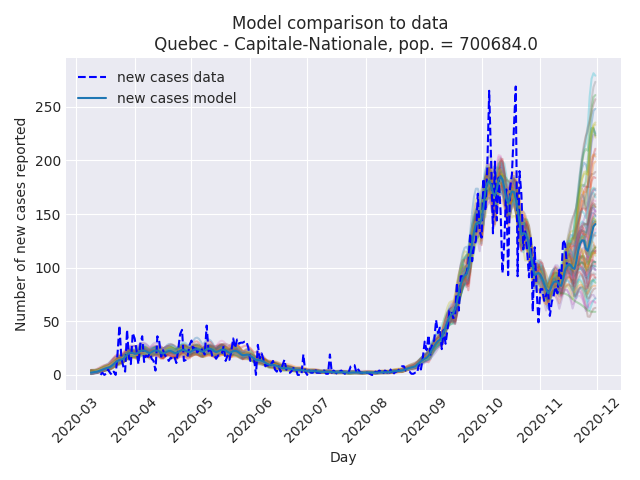 Model comparison to data
Quebec - Capitale-Nationale, pop. = 700684.0
new cases data
new cases model
Number of new cases reported
250
200
150
100
50
0
2020-03
2020-04
2020-05
2020-06
2020-07
2020-08
2020-09
2020-10
2020-11
2020-12
Day